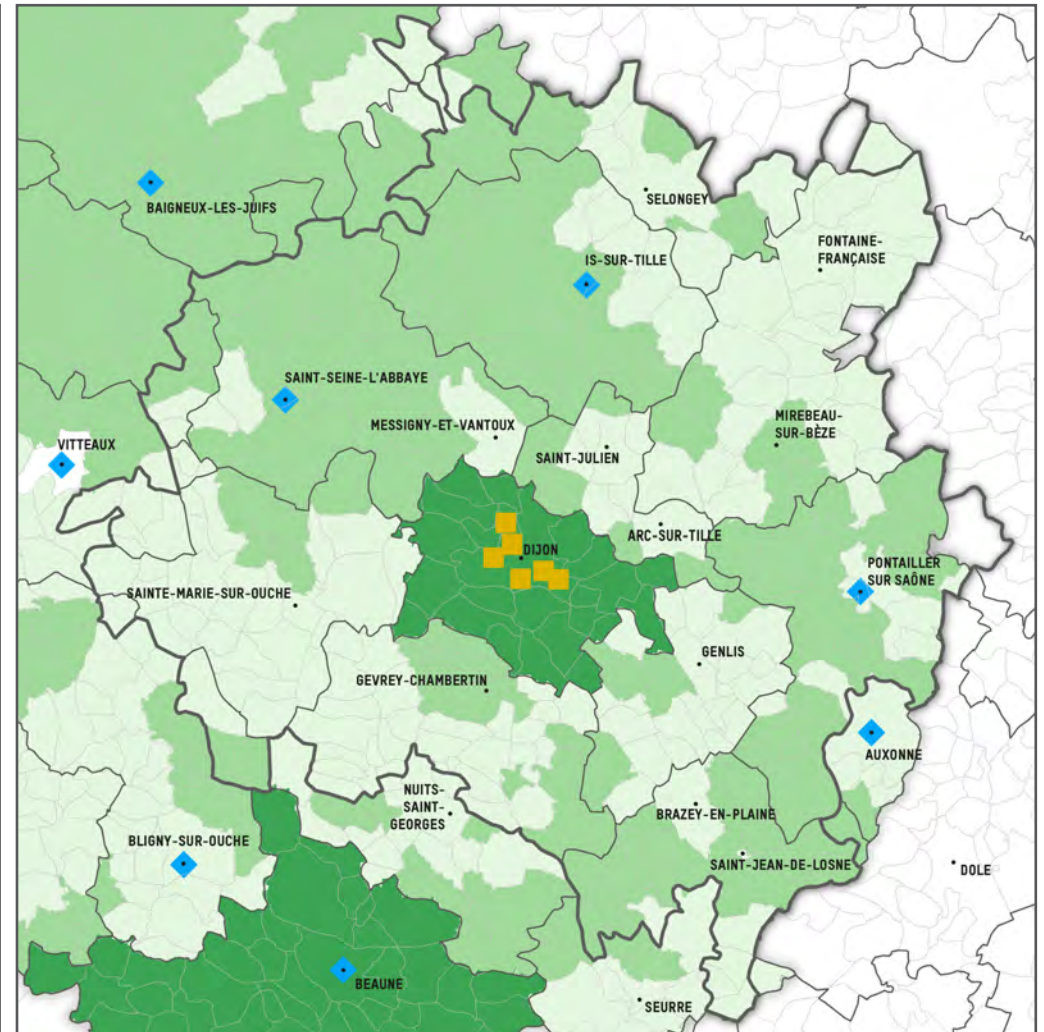 SELONGEY
BAIGNEUX-LES-JUIFS
FONTAINE-
FRANÇAISE
IS-SUR-TILLE
SAINT-SEINE-L'ABBAYE
MESSIGNY-ET-VANTOUX
MIREBEAU-
SUR-BÈZE
VITTEAUX
SAINT-JULIEN
ARC-SUR-TILLE
DIJON
PONTAILLER
SUR SAÔNE
SAINTE-MARIE-SUR-OUCHE
GENLIS
GEVREY-CHAMBERTIN
AUXONNE
NUITS-
SAINT-
GEORGES
BRAZEY-EN-PLAINE
BLIGNY-SUR-OUCHE
SAINT-JEAN-DE-LOSNE
DOLE
BEAUNE
SEURRE